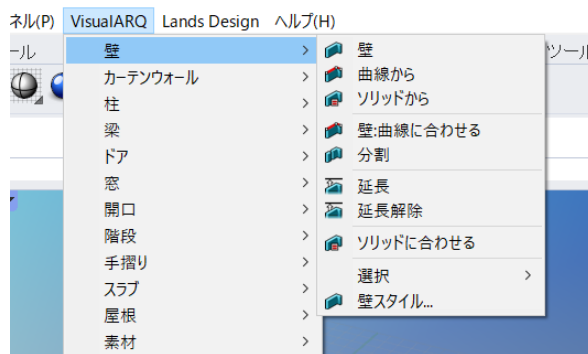 ネル(P) VisualARQ Lands Design ヘルプ(H)
ール
ツール
壁
カーテンウォール
柱
梁
ドア
窓
開口
階段
手摺り
スラブ
屋根
素材
壁
曲線から
ソリッドから
壁:曲線に合わせる
分割
延長
延長解除
ソリッドに合わせる
選択
壁スタイル...